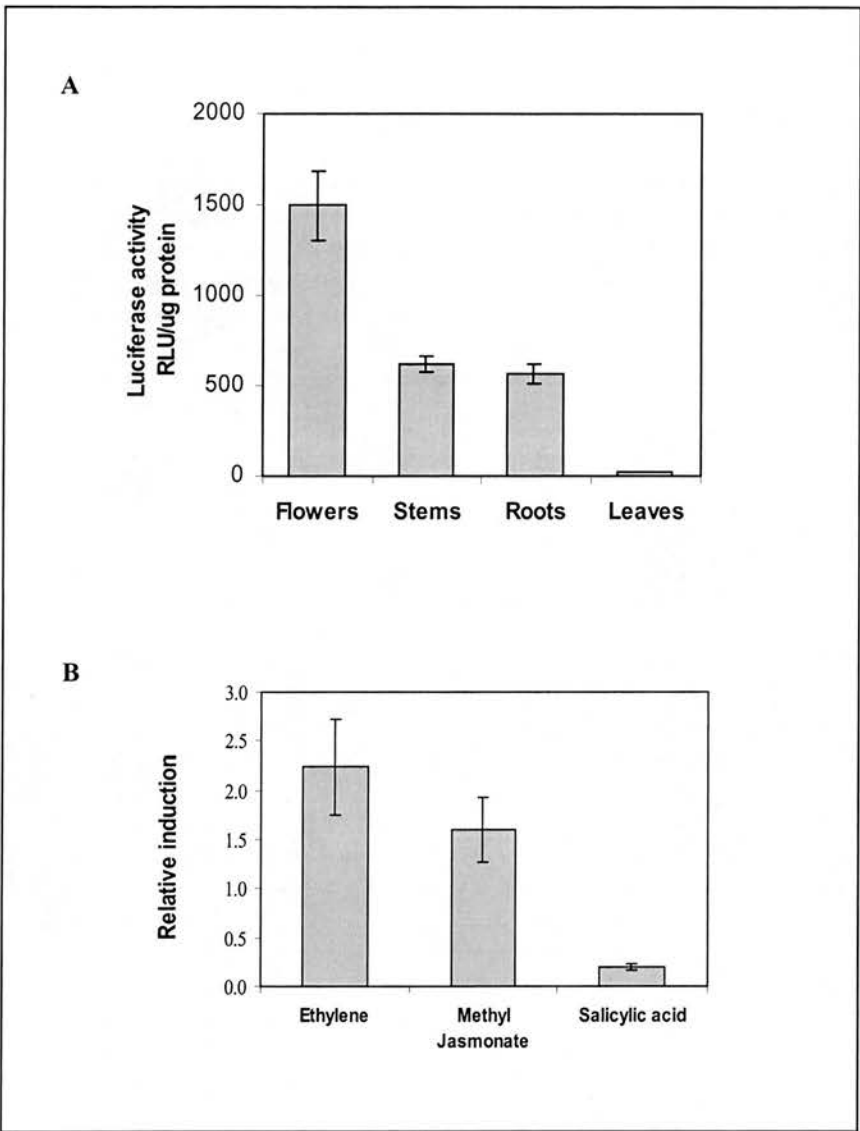 A
2000
1500
1000
500
0
Luciferase activity
RLU/ug protein
Flowers Stems Roots Leaves
B
3.0
2.5
2.0
1.5
1.0
0.5
0.0
Relative induction
Ethylene Methyl Salicylic acid
Jasmonate